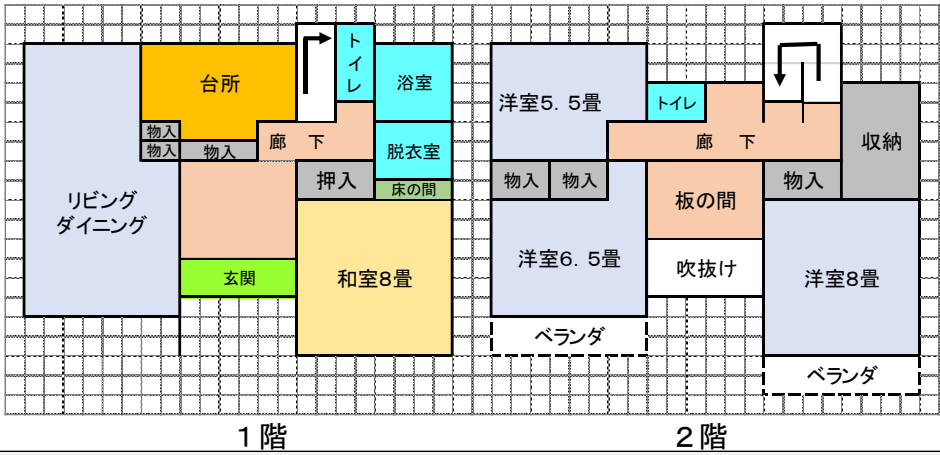 台所
トイレ
浴室
物入
物入
物入
廊 下
脱衣室
押入
床の間
リビング
ダイニング
玄関
和室8畳
1階
洋室5.5畳
トイレ
廊 下
収納
物入
物入
板の間
物入
洋室6.5畳
吹抜け
洋室8畳
ベランダ
ベランダ
2階